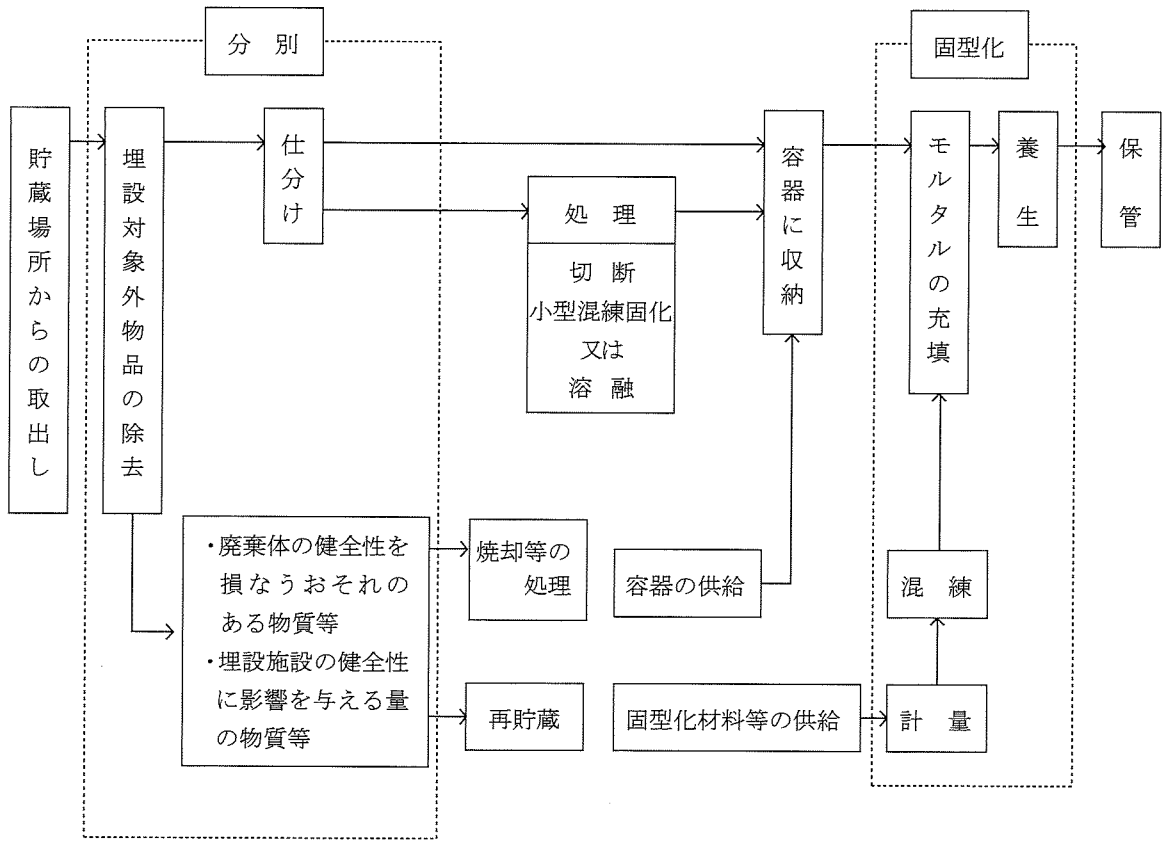 分別
固型化
貯蔵場所からの取出し
埋設対象外物品の除去
仕分け
処理
切断
小型混練固化
又は
溶融
容器に収納
モルタルの充填
養生
保管
・廃棄体の健全性を
損なうおそれの
ある物質等
・埋設施設の健全性
に影響を与える量
の物質等
焼却等の
処理
再貯蔵
容器の供給
固型化材料等の供給
混練
計量